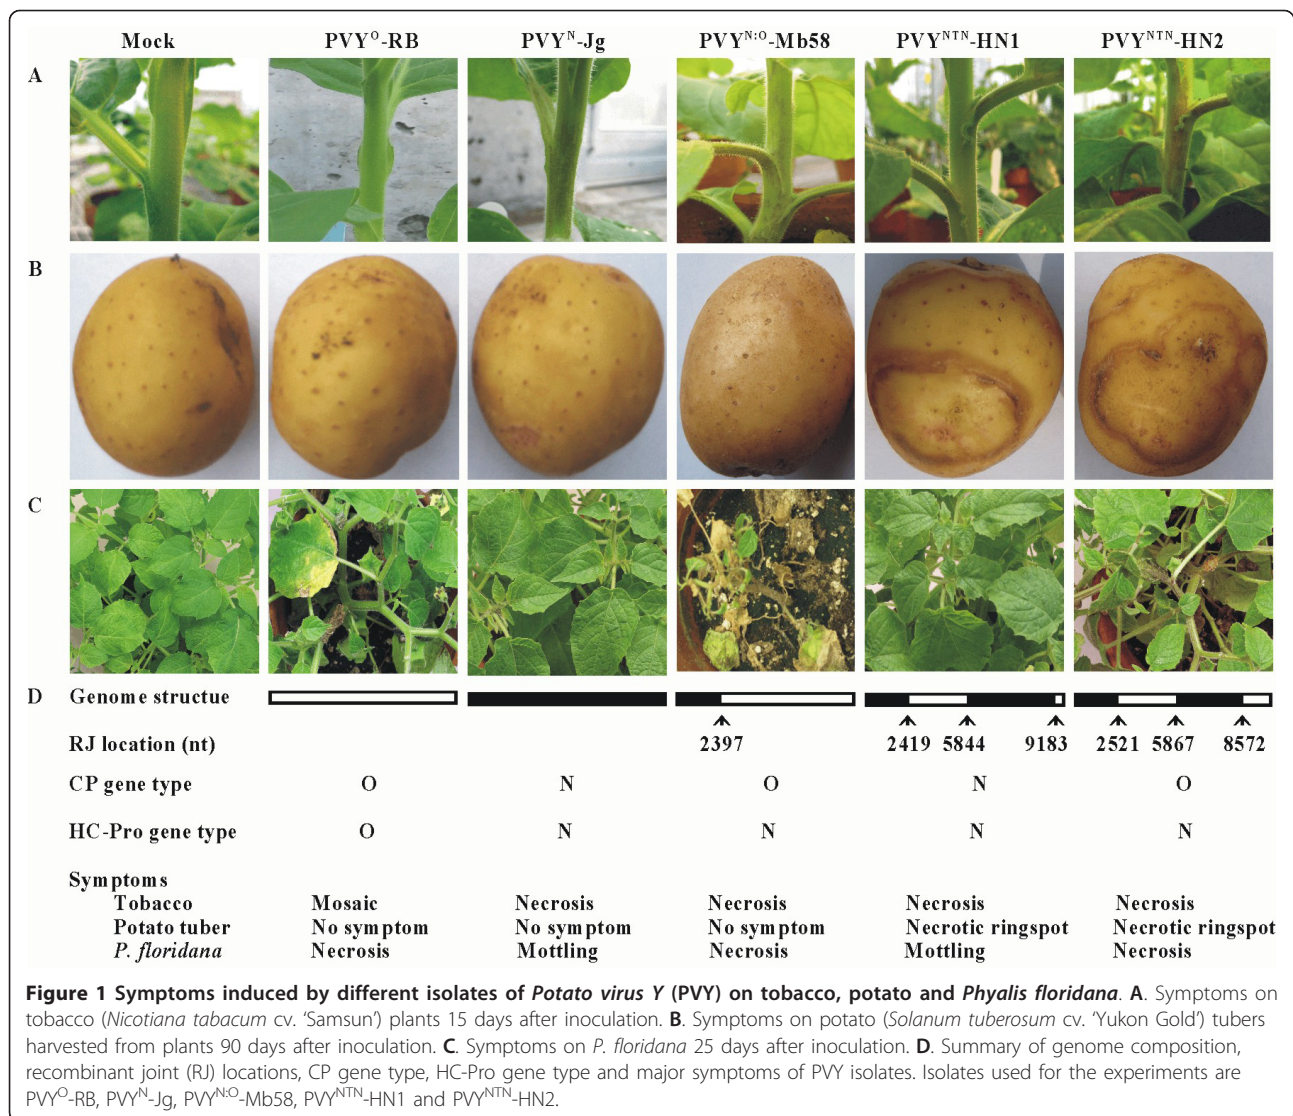 Mock PVY^O-RB PVY^N-Jg PVY^N:O-Mb58 PVY^NTN-HN1 PVY^NTN-HN2
A
B
C
D Genome structue
RJ location (nt) 2397 2419 5844 9183 2521 5867 8572
CP gene type O N O N O
HC-Pro gene type O N N N N
Symptoms
Tobacco Mosaic Necrosis Necrosis Necrosis Necrosis
Potato tuber No symptom No symptom No symptom Necrotic ringspot Necrotic ringspot
P. floridana Necrosis Mottling Necrosis Mottling Necrosis
Figure 1 Symptoms induced by different isolates of Potato virus Y (PVY) on tobacco, potato and Phyalis floridana. A. Symptoms on
tobacco (Nicotiana tabacum cv. 'Samsun') plants 15 days after inoculation. B. Symptoms on potato (Solanum tuberosum cv. 'Yukon Gold') tubers
harvested from plants 90 days after inoculation. C. Symptoms on P. floridana 25 days after inoculation. D. Summary of genome composition,
recombinant joint (RJ) locations, CP gene type, HC-Pro gene type and major symptoms of PVY isolates. Isolates used for the experiments are
PVY^O-RB, PVY^N-Jg, PVY^N:O-Mb58, PVY^NTN-HN1 and PVY^NTN-HN2.